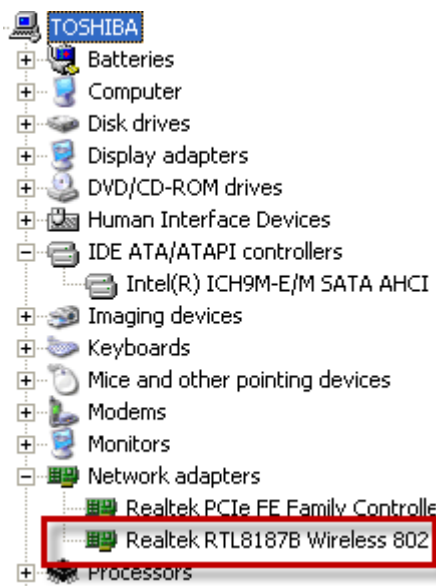 TOSHIBA
Batteries
Computer
Disk drives
Display adapters
DVD/CD-ROM drives
Human Interface Devices
IDE ATA/ATAPI controllers
Intel(R) ICH9M-E/M SATA AHCI
Imaging devices
Keyboards
Mice and other pointing devices
Modems
Monitors
Network adapters
Realtek PCIe FE Family Controlle
Realtek RTL8187B Wireless 802
Processors